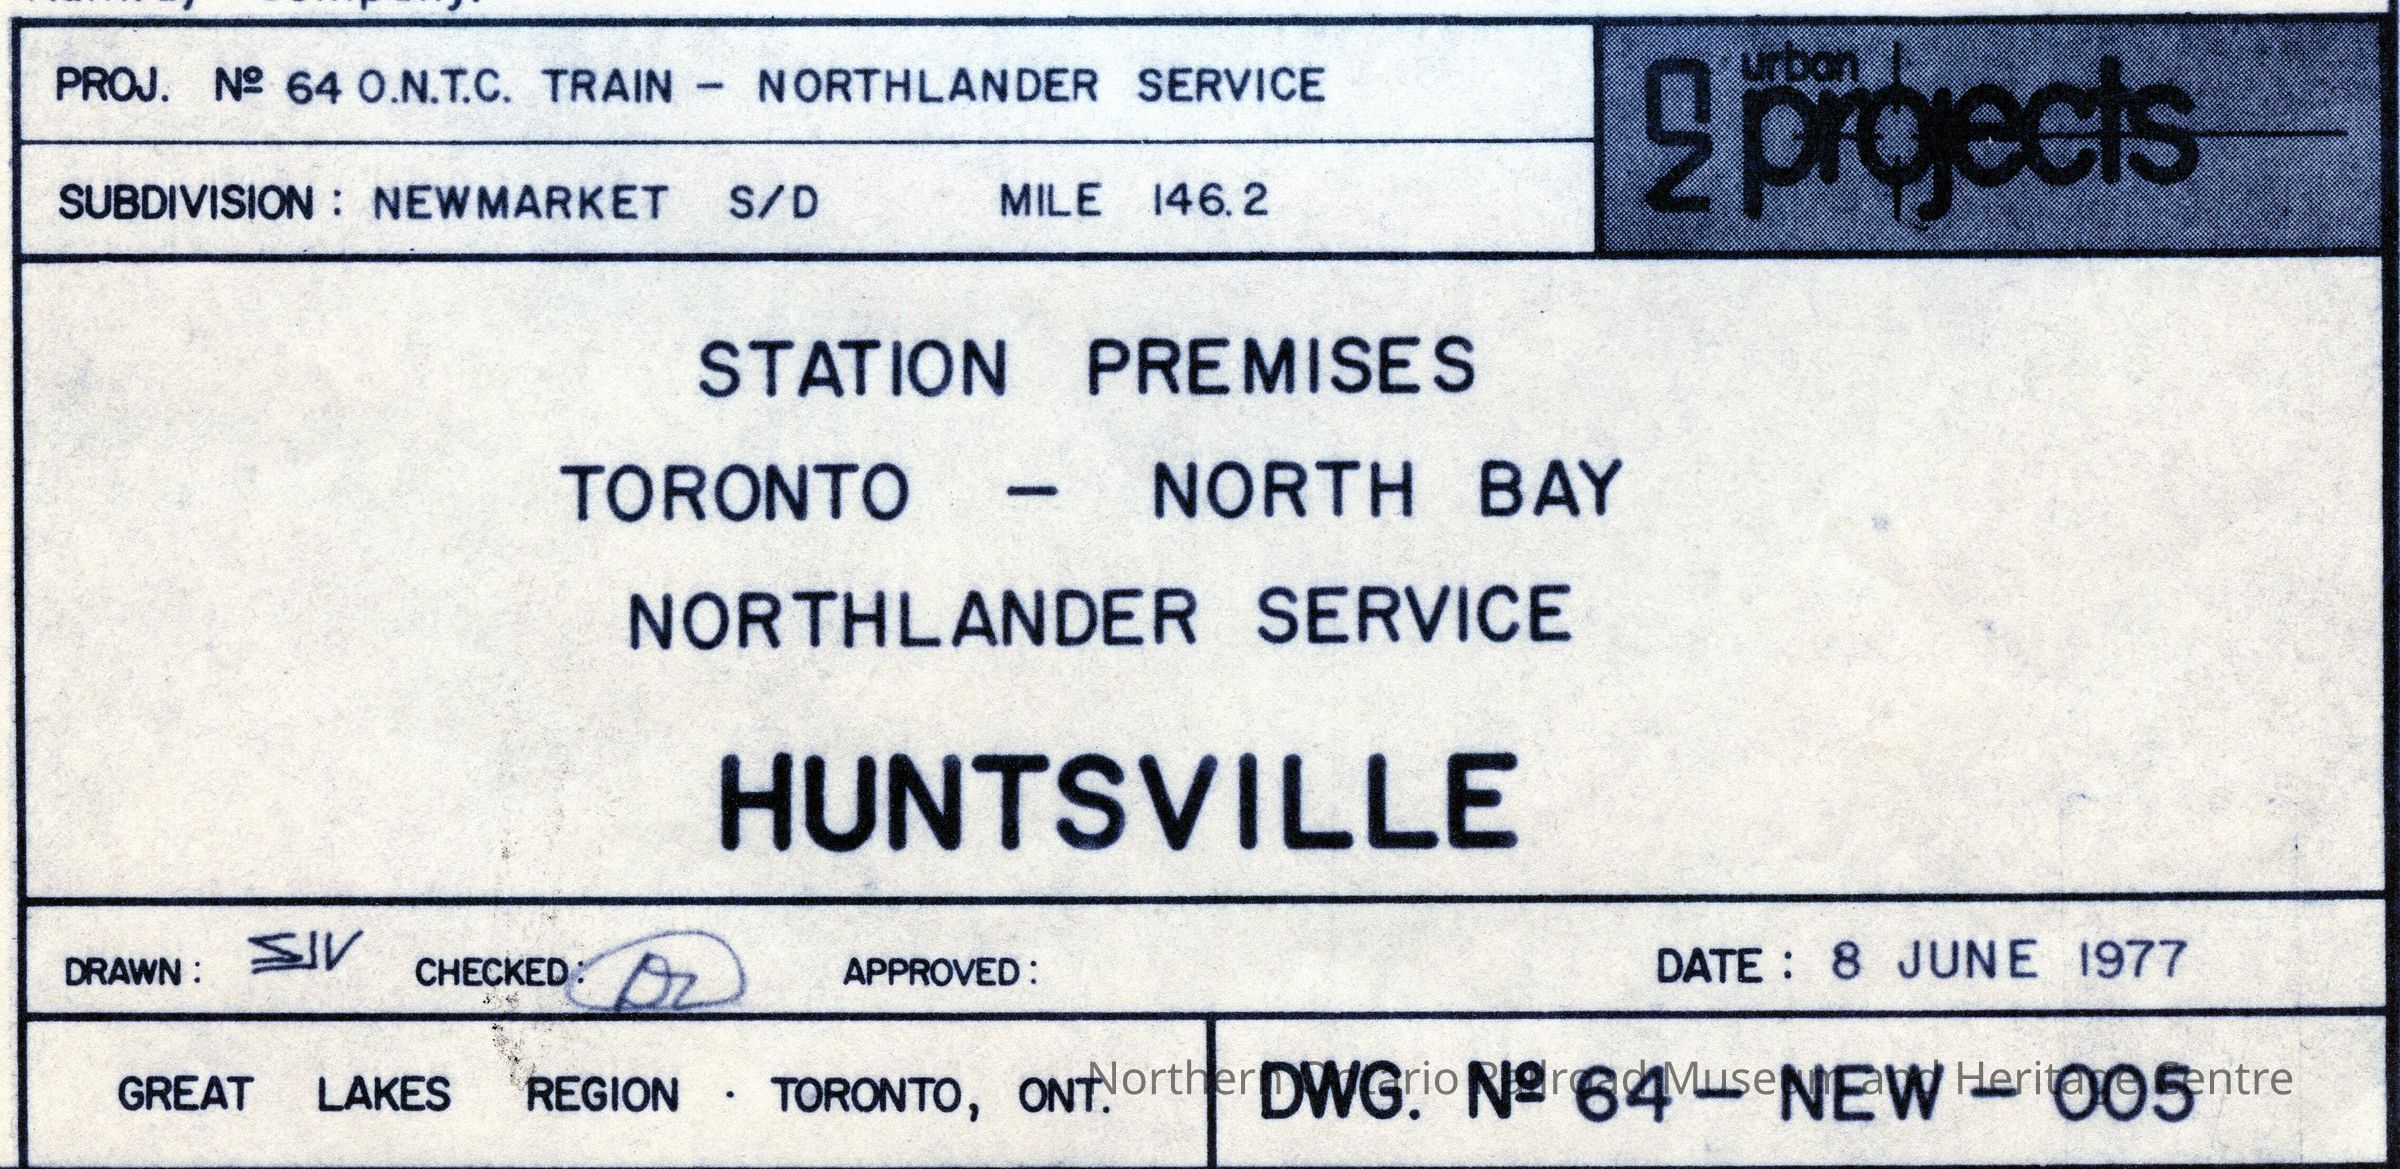 PROJ. Nº 64 O.N.T.C. TRAIN – NORTHLANDER SERVICE
urban
projects
SUBDIVISION : NEWMARKET S/D MILE 146.2
STATION PREMISES
TORONTO – NORTH BAY
NORTHLANDER SERVICE
HUNTSVILLE
DRAWN : CHECKED: APPROVED : DATE : 8 JUNE 1977
GREAT LAKES REGION · TORONTO, ONT.
DWG. Nº 64 – NEW – 005
Northern Ontario Railroad Museum and Heritage Centre